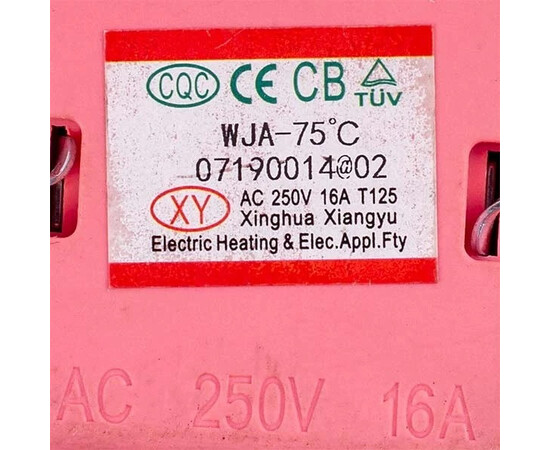 CQC CE CB TÜV
WJA-75°C
07190014@02
XY AC 250V 16A T125
Xinghua Xiangyu
Electric Heating & Elec.Appl.Fty
AC 250V 16A